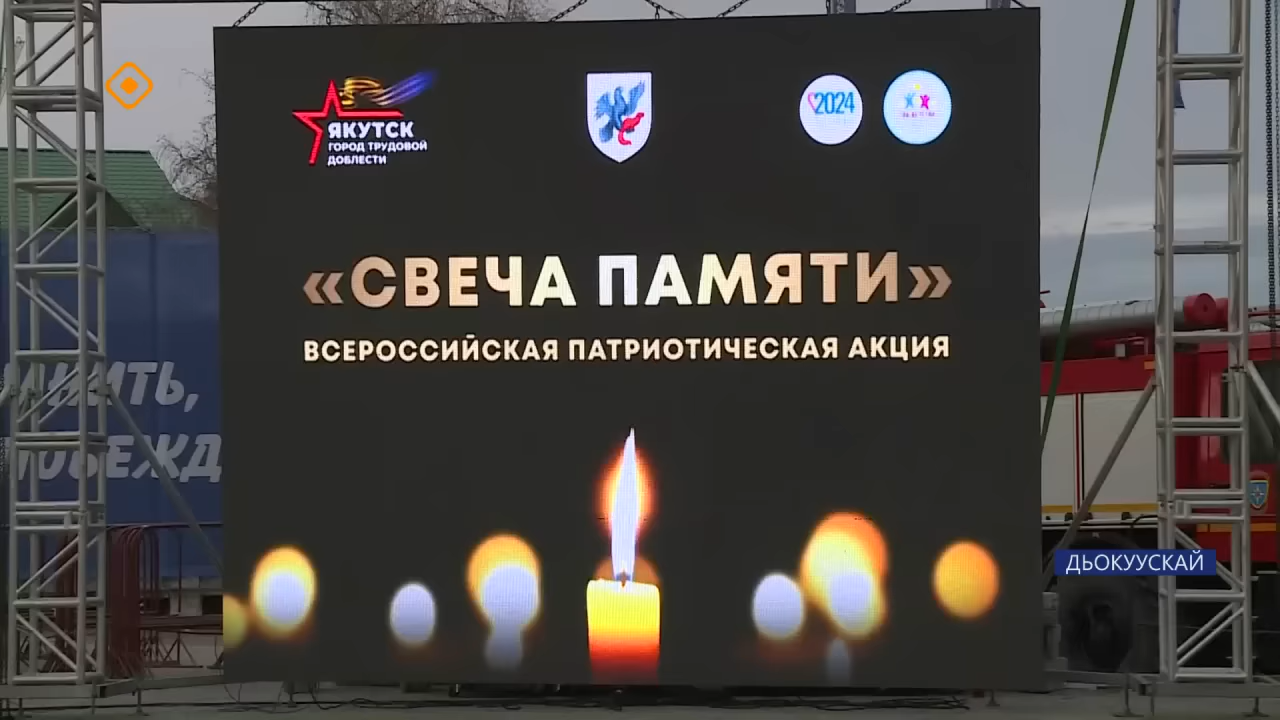 ЯКУТСК
ГОРОД ТРУДОВОЙ
ДОБЛЕСТИ
2024
«СВЕЧА ПАМЯТИ»
ВСЕРОССИЙСКАЯ ПАТРИОТИЧЕСКАЯ АКЦИЯ
ДЬОКУУСКАЙ